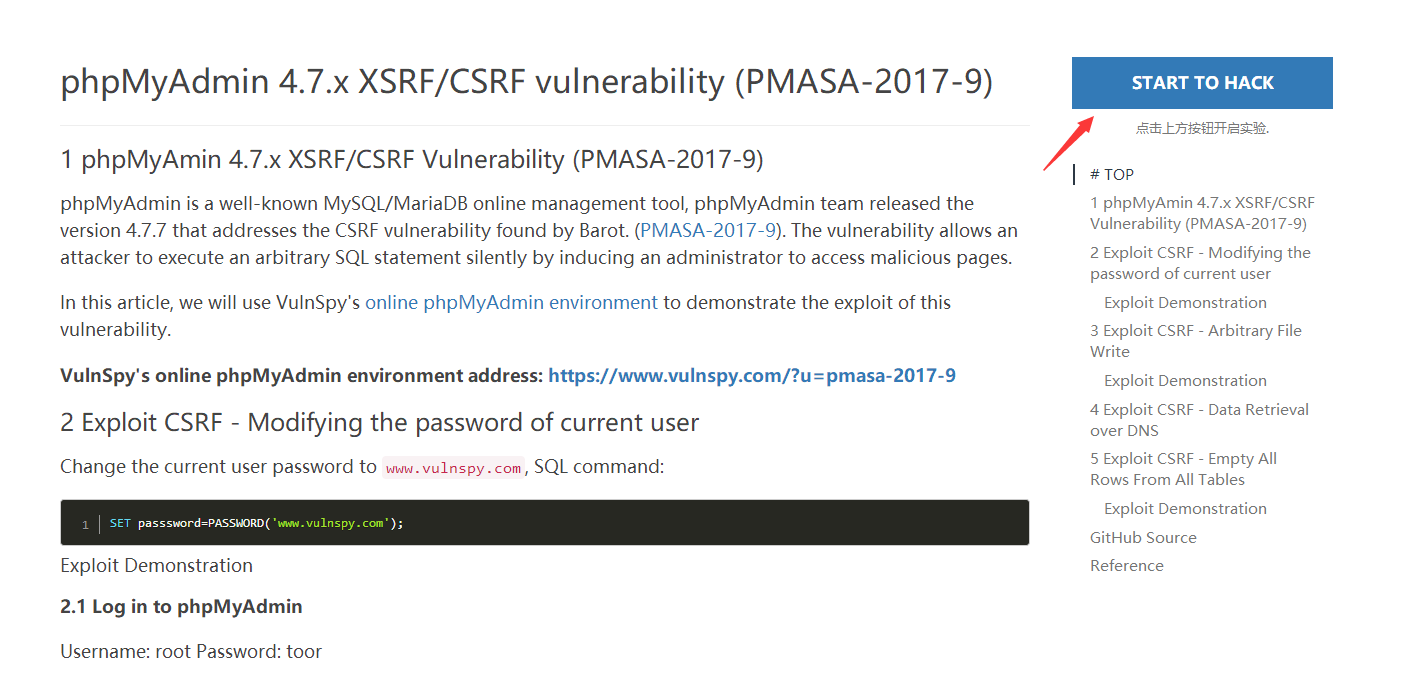 phpMyAdmin 4.7.x XSRF/CSRF vulnerability (PMASA-2017-9)
1 phpMyAmin 4.7.x XSRF/CSRF Vulnerability (PMASA-2017-9)
phpMyAdmin is a well-known MySQL/MariaDB online management tool, phpMyAdmin team released the
version 4.7.7 that addresses the CSRF vulnerability found by Barot. (PMASA-2017-9). The vulnerability allows an
attacker to execute an arbitrary SQL statement silently by inducing an administrator to access malicious pages.
In this article, we will use VulnSpy's online phpMyAdmin environment to demonstrate the exploit of this
vulnerability.
VulnSpy's online phpMyAdmin environment address: https://www.vulnspy.com/?u=pmasa-2017-9
2 Exploit CSRF - Modifying the password of current user
Change the current user password to www.vulnspy.com, SQL command:
1 SET passsword=PASSWORD('www.vulnspy.com');
Exploit Demonstration
2.1 Log in to phpMyAdmin
Username: root Password: toor
START TO HACK
点击上方按钮开启实验.
# TOP
1 phpMyAmin 4.7.x XSRF/CSRF
Vulnerability (PMASA-2017-9)
2 Exploit CSRF - Modifying the
password of current user
Exploit Demonstration
3 Exploit CSRF - Arbitrary File
Write
Exploit Demonstration
4 Exploit CSRF - Data Retrieval
over DNS
5 Exploit CSRF - Empty All
Rows From All Tables
Exploit Demonstration
GitHub Source
Reference